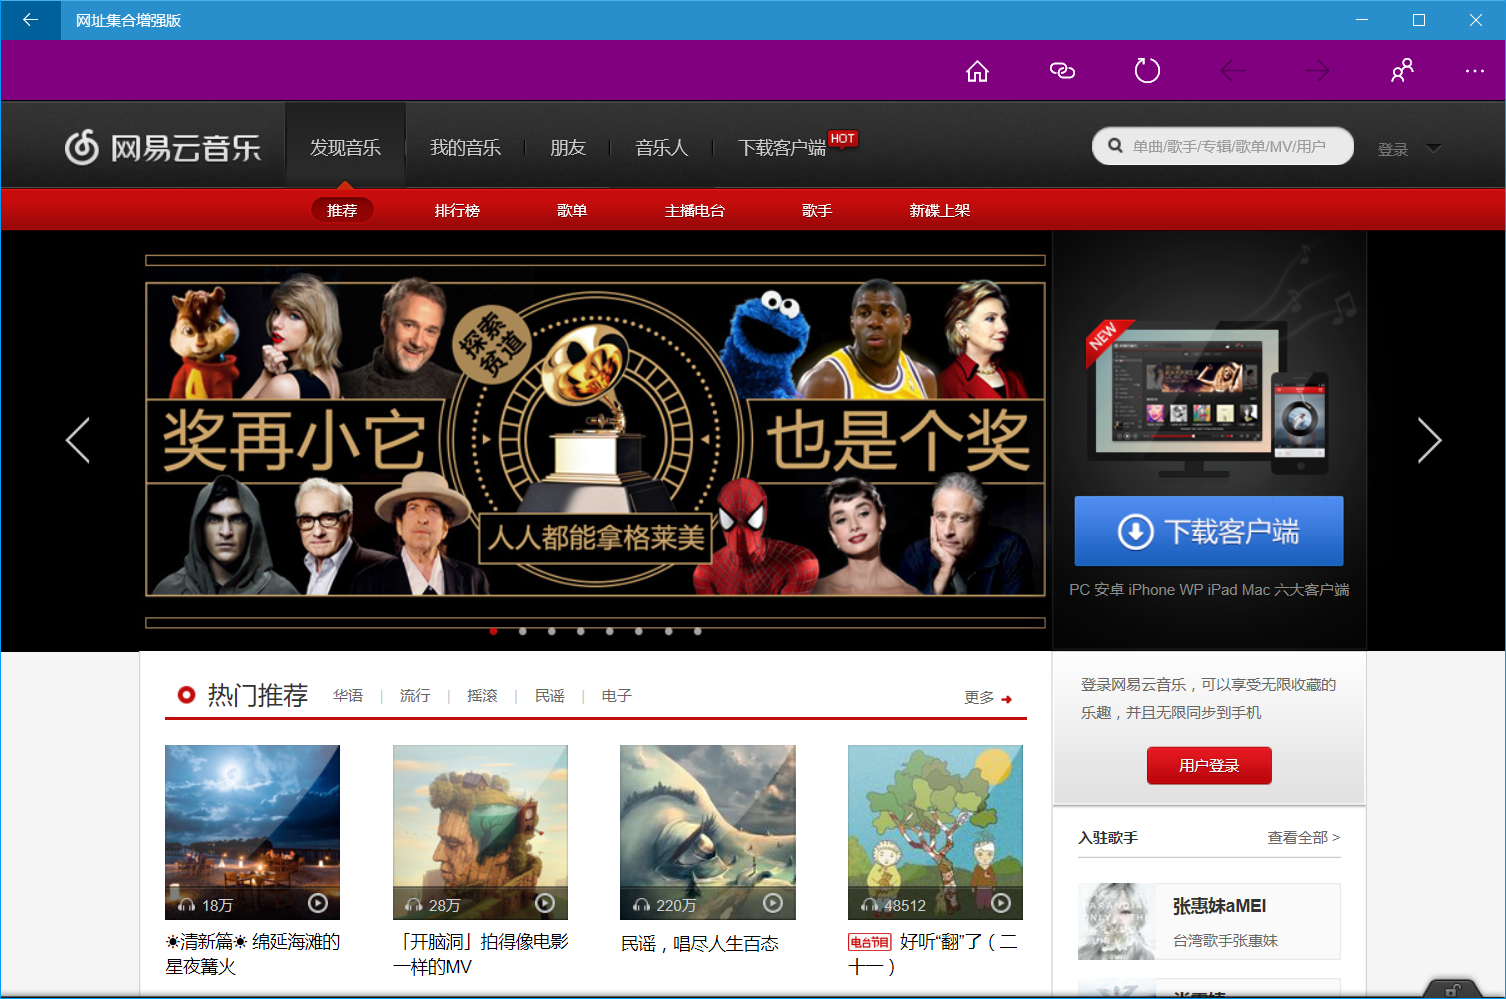 网址集合增强版
网易云音乐
发现音乐
我的音乐
朋友
音乐人
下载客户端
HOT
单曲/歌手/专辑/歌单/MV/用户
登录
推荐
排行榜
歌单
主播电台
歌手
新碟上架
探索
贫道
奖再小它
也是个奖
人人都能拿格莱美
NEW
下载客户端
PC 安卓 iPhone WP iPad Mac 六大客户端
热门推荐
华语 | 流行 | 摇滚 | 民谣 | 电子
更多
登录网易云音乐，可以享受无限收藏的
乐趣，并且无限同步到手机
用户登录
入驻歌手
查看全部 >
18万
28万
220万
48512
☀清新篇☀ 绵延海滩的
星夜篝火
「开脑洞」拍得像电影
一样的MV
民谣，唱尽人生百态
电台节目 好听“翻”了（二
十一）
张惠妹aMEI
台湾歌手张惠妹